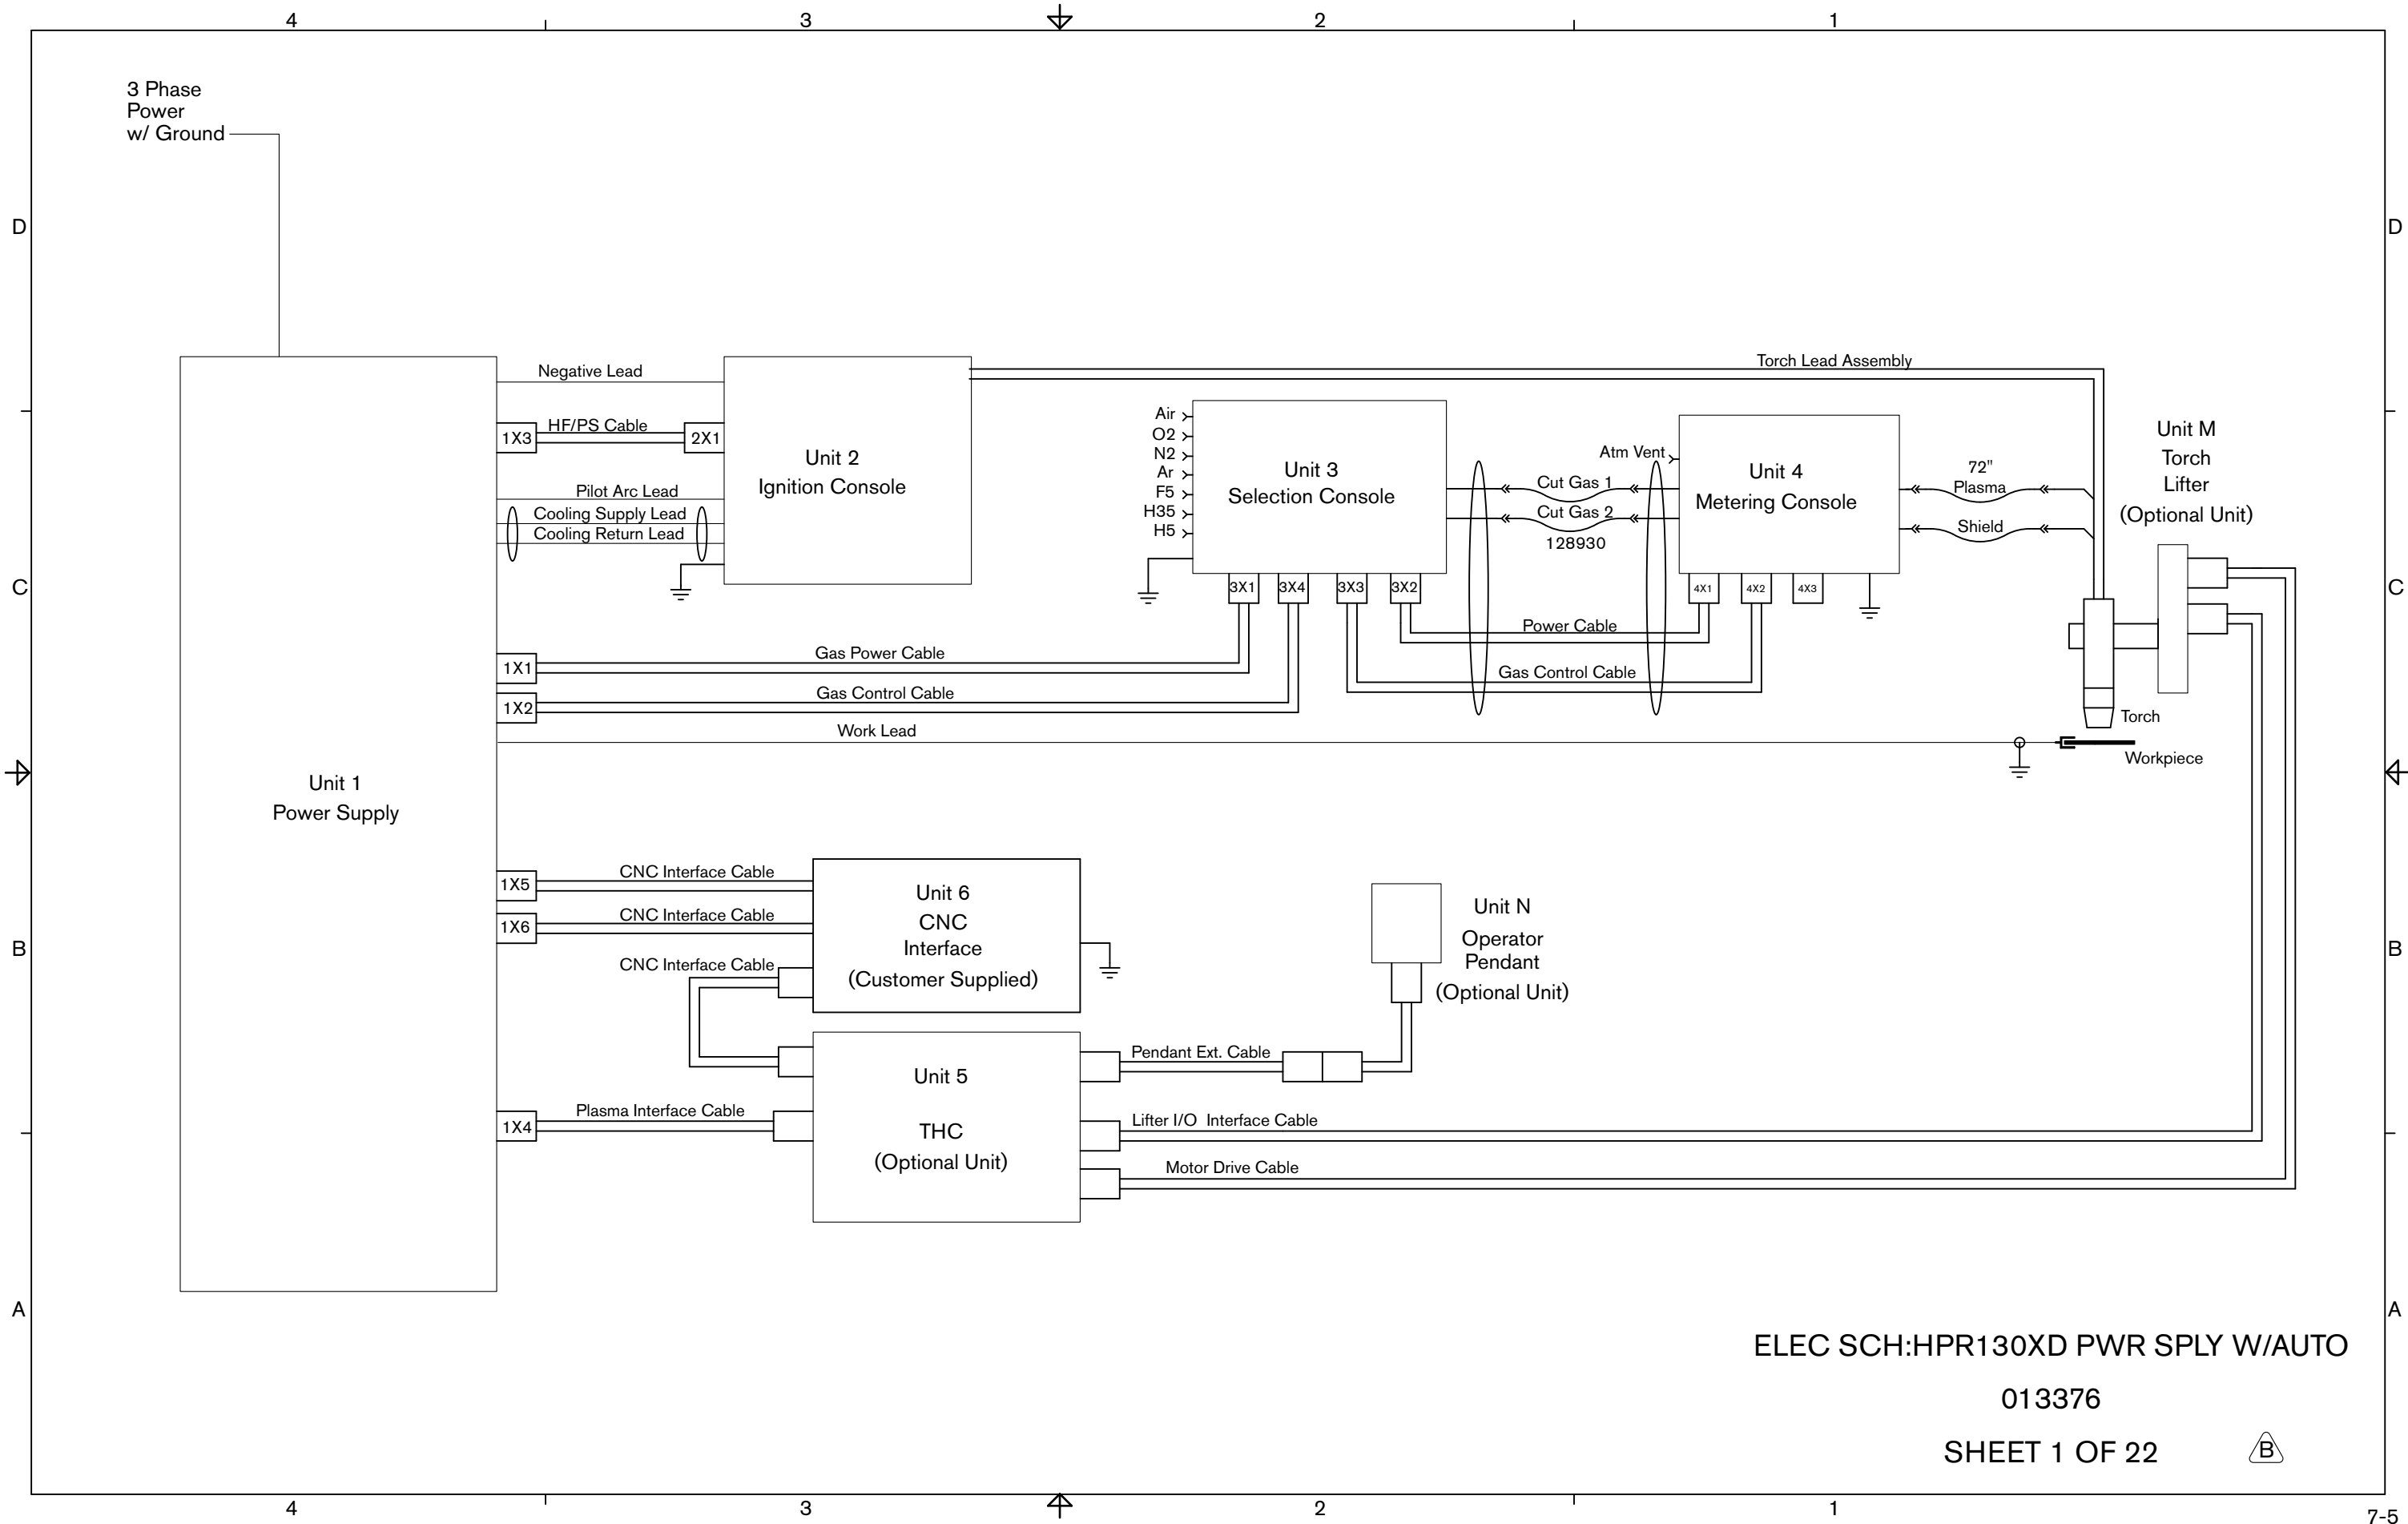 4 3 2 1
3 Phase
Power
w/ Ground
D D
Negative Lead
Torch Lead Assembly
1X3 HF/PS Cable 2X1
Unit 2
Ignition Console
Pilot Arc Lead
Cooling Supply Lead
Cooling Return Lead
Air
O2
N2
Ar
F5
H35
H5
Unit 3
Selection Console
Cut Gas 1
Cut Gas 2
128930
Atm Vent
Unit 4
Metering Console
72"
Plasma
Shield
Unit M
Torch
Lifter
(Optional Unit)
C C
3X1 3X4 3X3 3X2
4X1 4X2 4X3
Power Cable
Gas Control Cable
1X1 Gas Power Cable
1X2 Gas Control Cable
Work Lead
Torch
Workpiece
Unit 1
Power Supply
1X5 CNC Interface Cable
1X6 CNC Interface Cable
CNC Interface Cable
Unit 6
CNC
Interface
(Customer Supplied)
Unit N
Operator
Pendant
(Optional Unit)
B B
Unit 5
THC
(Optional Unit)
Pendant Ext. Cable
1X4 Plasma Interface Cable
Lifter I/O Interface Cable
Motor Drive Cable
A A
ELEC SCH:HPR130XD PWR SPLY W/AUTO
013376
SHEET 1 OF 22
B
4 3 2 1
7-5